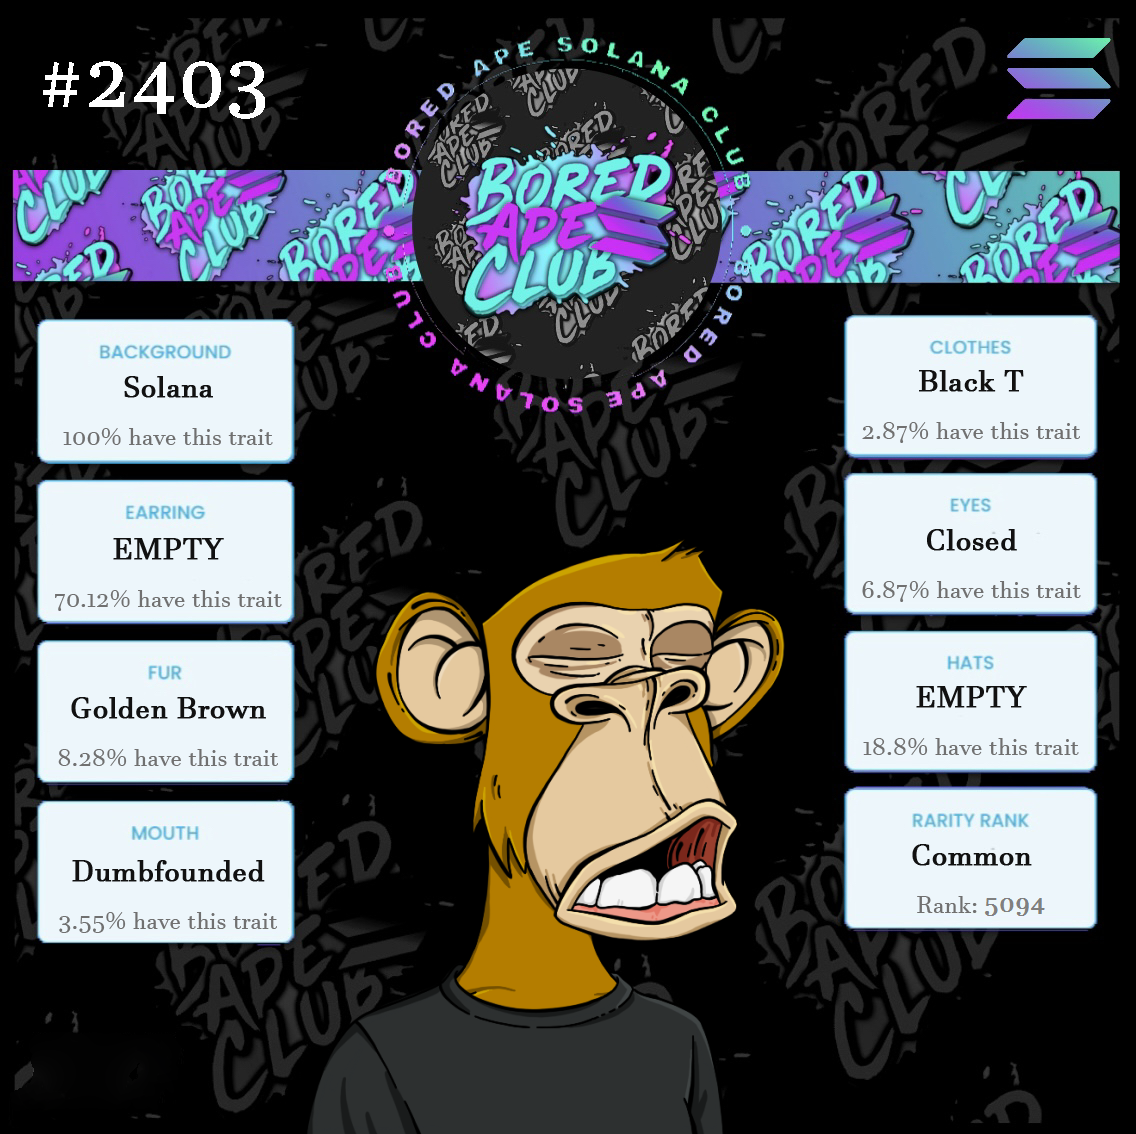 #2403
BORED APE SOLANA CLUB
BORED APE SOLANA CLUB
BORED
APE
CLUB
BACKGROUND
Solana
100% have this trait
EARRING
EMPTY
70.12% have this trait
FUR
Golden Brown
8.28% have this trait
MOUTH
Dumbfounded
3.55% have this trait
CLOTHES
Black T
2.87% have this trait
EYES
Closed
6.87% have this trait
HATS
EMPTY
18.8% have this trait
RARITY RANK
Common
Rank: 5094